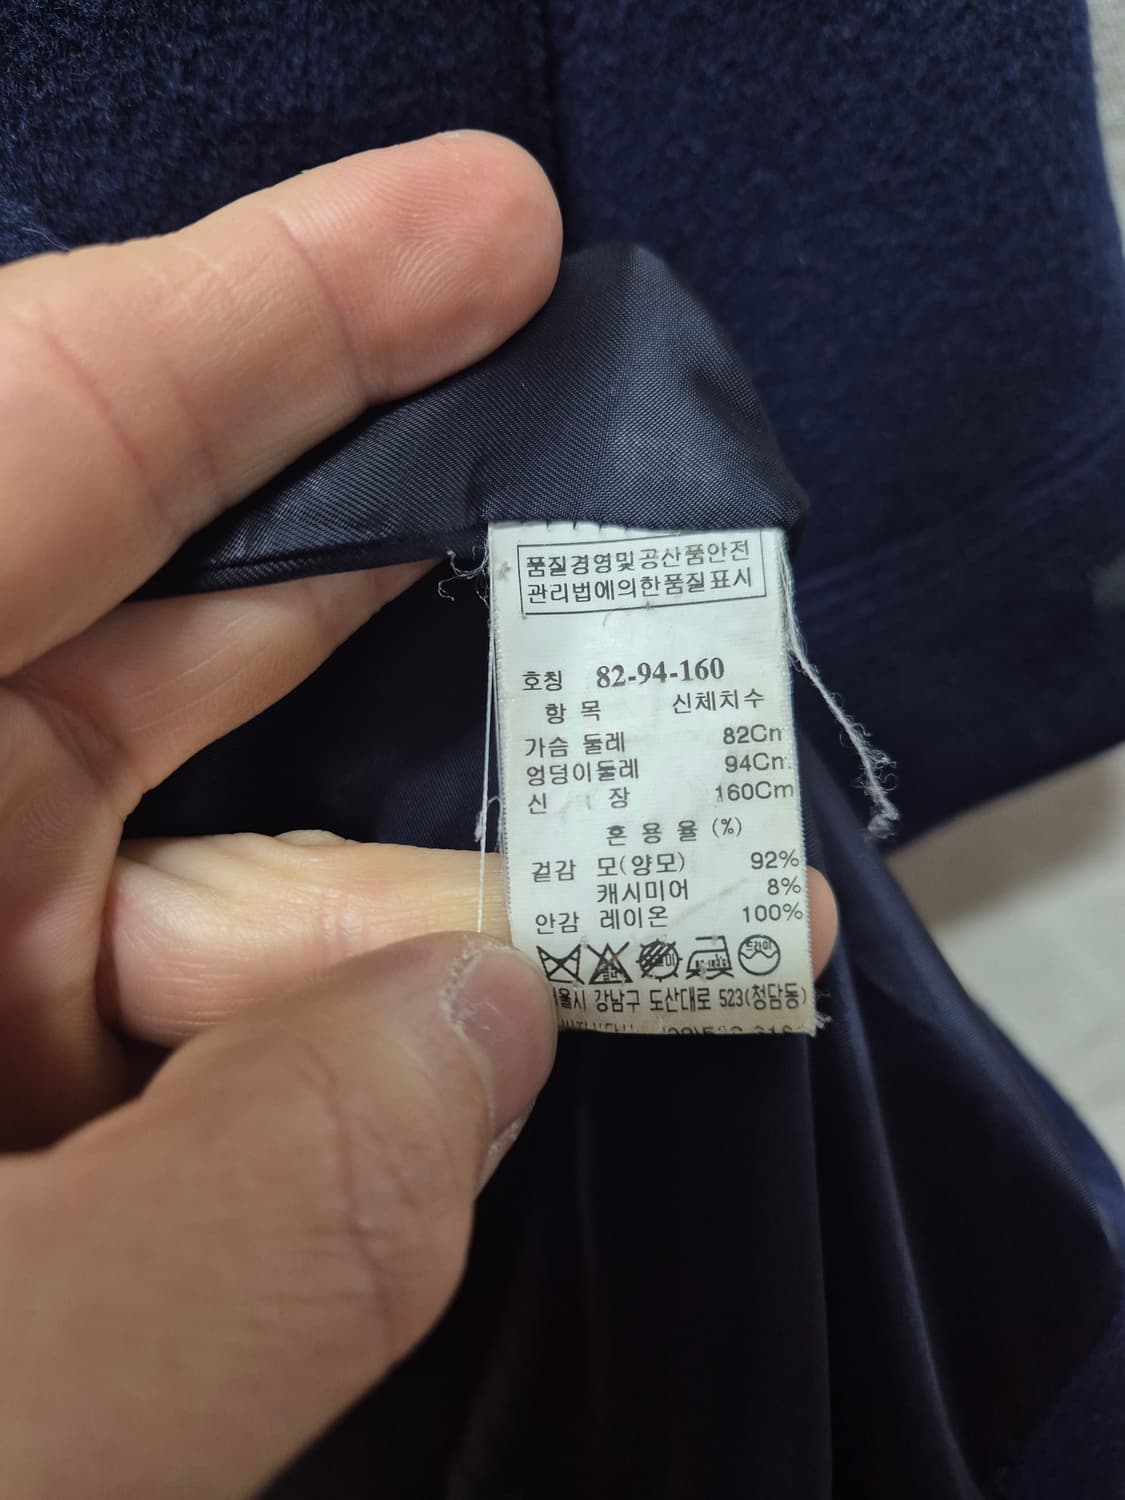 품질경영및공산품안전
관리법에의한품질표시
호칭 82-94-160
항 목 신체치수
가슴 둘레 82Cm
엉덩이둘레 94Cm
신 장 160Cm
혼 용 율 (%)
겉감 모(양모) 92%
캐시미어 8%
안감 레이온 100%
드라이
강남구 도산대로 523(청담동)